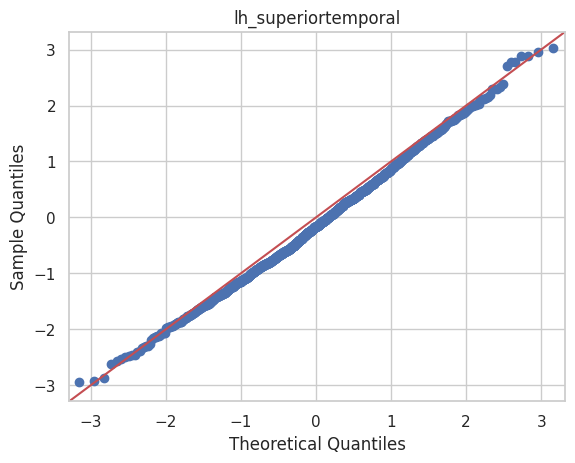 lh_superiortemporal
3
2
1
0
−1
−2
−3
Sample Quantiles
−3 −2 −1 0 1 2 3
Theoretical Quantiles